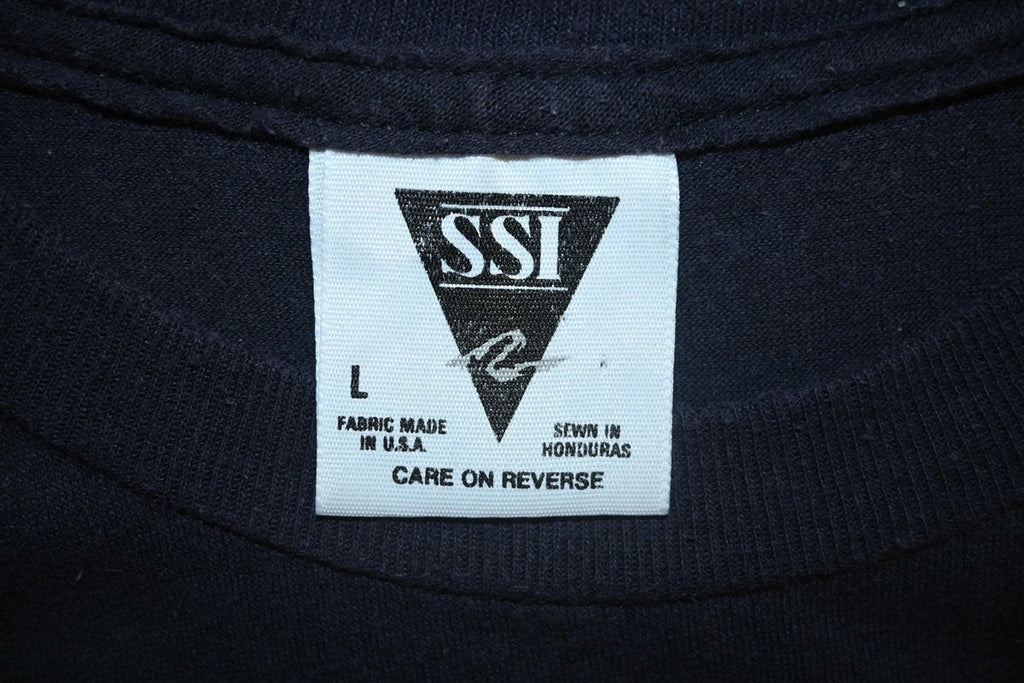 SSI
L
FABRIC MADE
IN U.S.A.
SEWN IN
HONDURAS
CARE ON REVERSE